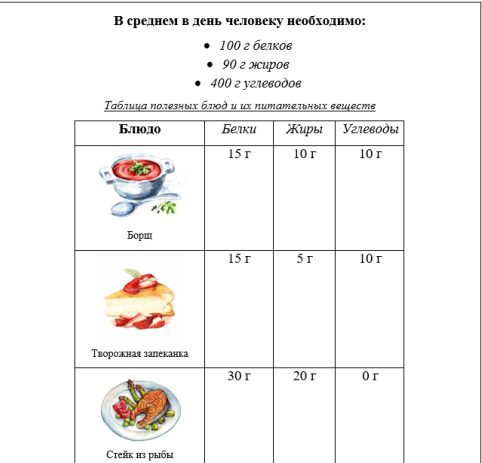 В среднем в день человеку необходимо:
• 100 г белков
• 90 г жиров
• 400 г углеводов
Таблица полезных блюд и их питательных веществ
Блюдо Белки Жиры Углеводы
15 г 10 г 10 г
Борщ
15 г 5 г 10 г
Творожная запеканка
30 г 20 г 0 г
Стейк из рыбы